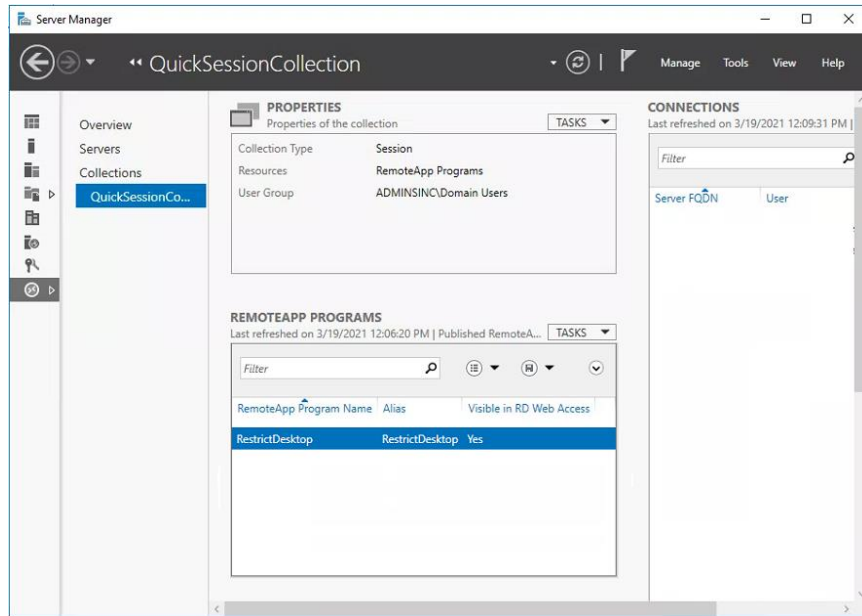 Server Manager
QuickSessionCollection
Manage Tools View Help
Overview
Servers
Collections
QuickSessionCo...
PROPERTIES
Properties of the collection
TASKS
Collection Type Session
Resources RemoteApp Programs
User Group ADMINSINC\Domain Users
REMOTEAPP PROGRAMS
Last refreshed on 3/19/2021 12:06:20 PM | Published RemoteA...
TASKS
Filter
RemoteApp Program Name Alias Visible in RD Web Access
RestrictDesktop RestrictDesktop Yes
CONNECTIONS
Last refreshed on 3/19/2021 12:09:31 PM |
Filter
Server FQDN User